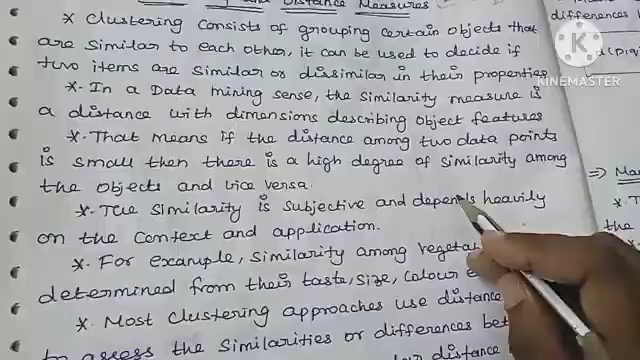 and Distance Measures
* Clustering consists of grouping certain objects that
are similar to each other, it can be used to decide if
two items are similar or dissimilar in their properties
*. In a Data mining sense, the similarity measure is
a distance with dimensions describing object features
*. That means if the distance among two data points
is small then there is a high degree of similarity among
the objects and vice versa.
*. The similarity is subjective and depends heavily
on the context and application.
*. For example, similarity among
determined from their taste, size, colour
*. Most clustering approaches use distance
to assess the similarities or differences
distance
differences
KINEMASTER
⇒
* T
the